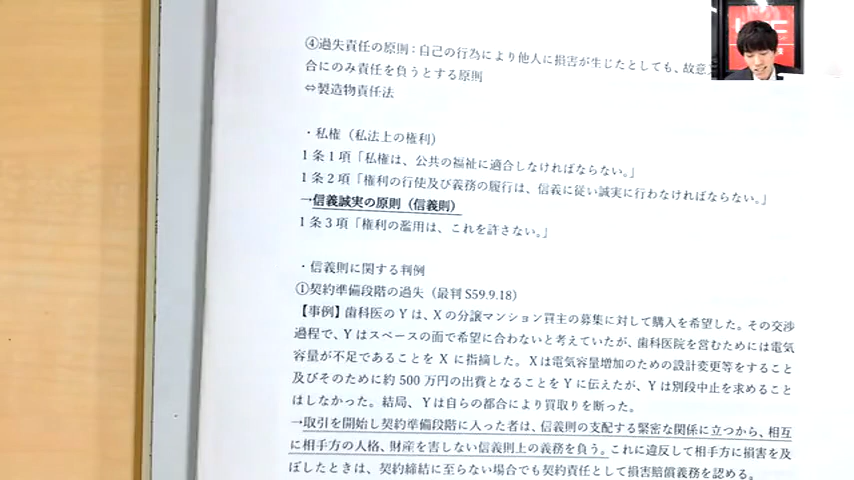 ④過失責任の原則：自己の行為により他人に損害が生じたとしても、故意
合にのみ責任を負うとする原則
⇔製造物責任法
・私権（私法上の権利）
1条1項「私権は、公共の福祉に適合しなければならない。」
1条2項「権利の行使及び義務の履行は、信義に従い誠実に行わなければならない。」
→信義誠実の原則（信義則）
1条3項「権利の濫用は、これを許さない。」
・信義則に関する判例
①契約準備段階の過失（最判 S59.9.18）
【事例】歯科医のYは、Xの分譲マンション買主の募集に対して購入を希望した。その交渉
過程で、Yはスペースの面で希望に合わないと考えていたが、歯科医院を営むためには電気
容量が不足であることをXに指摘した。Xは電気容量増加のための設計変更等をすること
及びそのために約500万円の出費となることをYに伝えたが、Yは別段中止を求めること
はしなかった。結局、Yは自らの都合により買取りを断った。
→取引を開始し契約準備段階に入った者は、信義則の支配する緊密な関係に立つから、相互
に相手方の人格、財産を害しない信義則上の義務を負う。これに違反して相手方に損害を及
ぼしたときは、契約締結に至らない場合でも契約責任として損害賠償義務を認める。